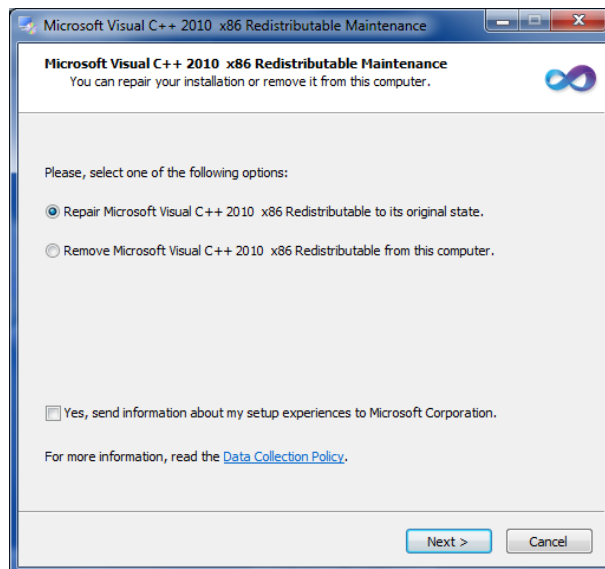 Microsoft Visual C++ 2010  x86 Redistributable Maintenance
Microsoft Visual C++ 2010  x86 Redistributable Maintenance
You can repair your installation or remove it from this computer.
Please, select one of the following options:
Repair Microsoft Visual C++ 2010  x86 Redistributable to its original state.
Remove Microsoft Visual C++ 2010  x86 Redistributable from this computer.
Yes, send information about my setup experiences to Microsoft Corporation.
For more information, read the Data Collection Policy.
Next > Cancel